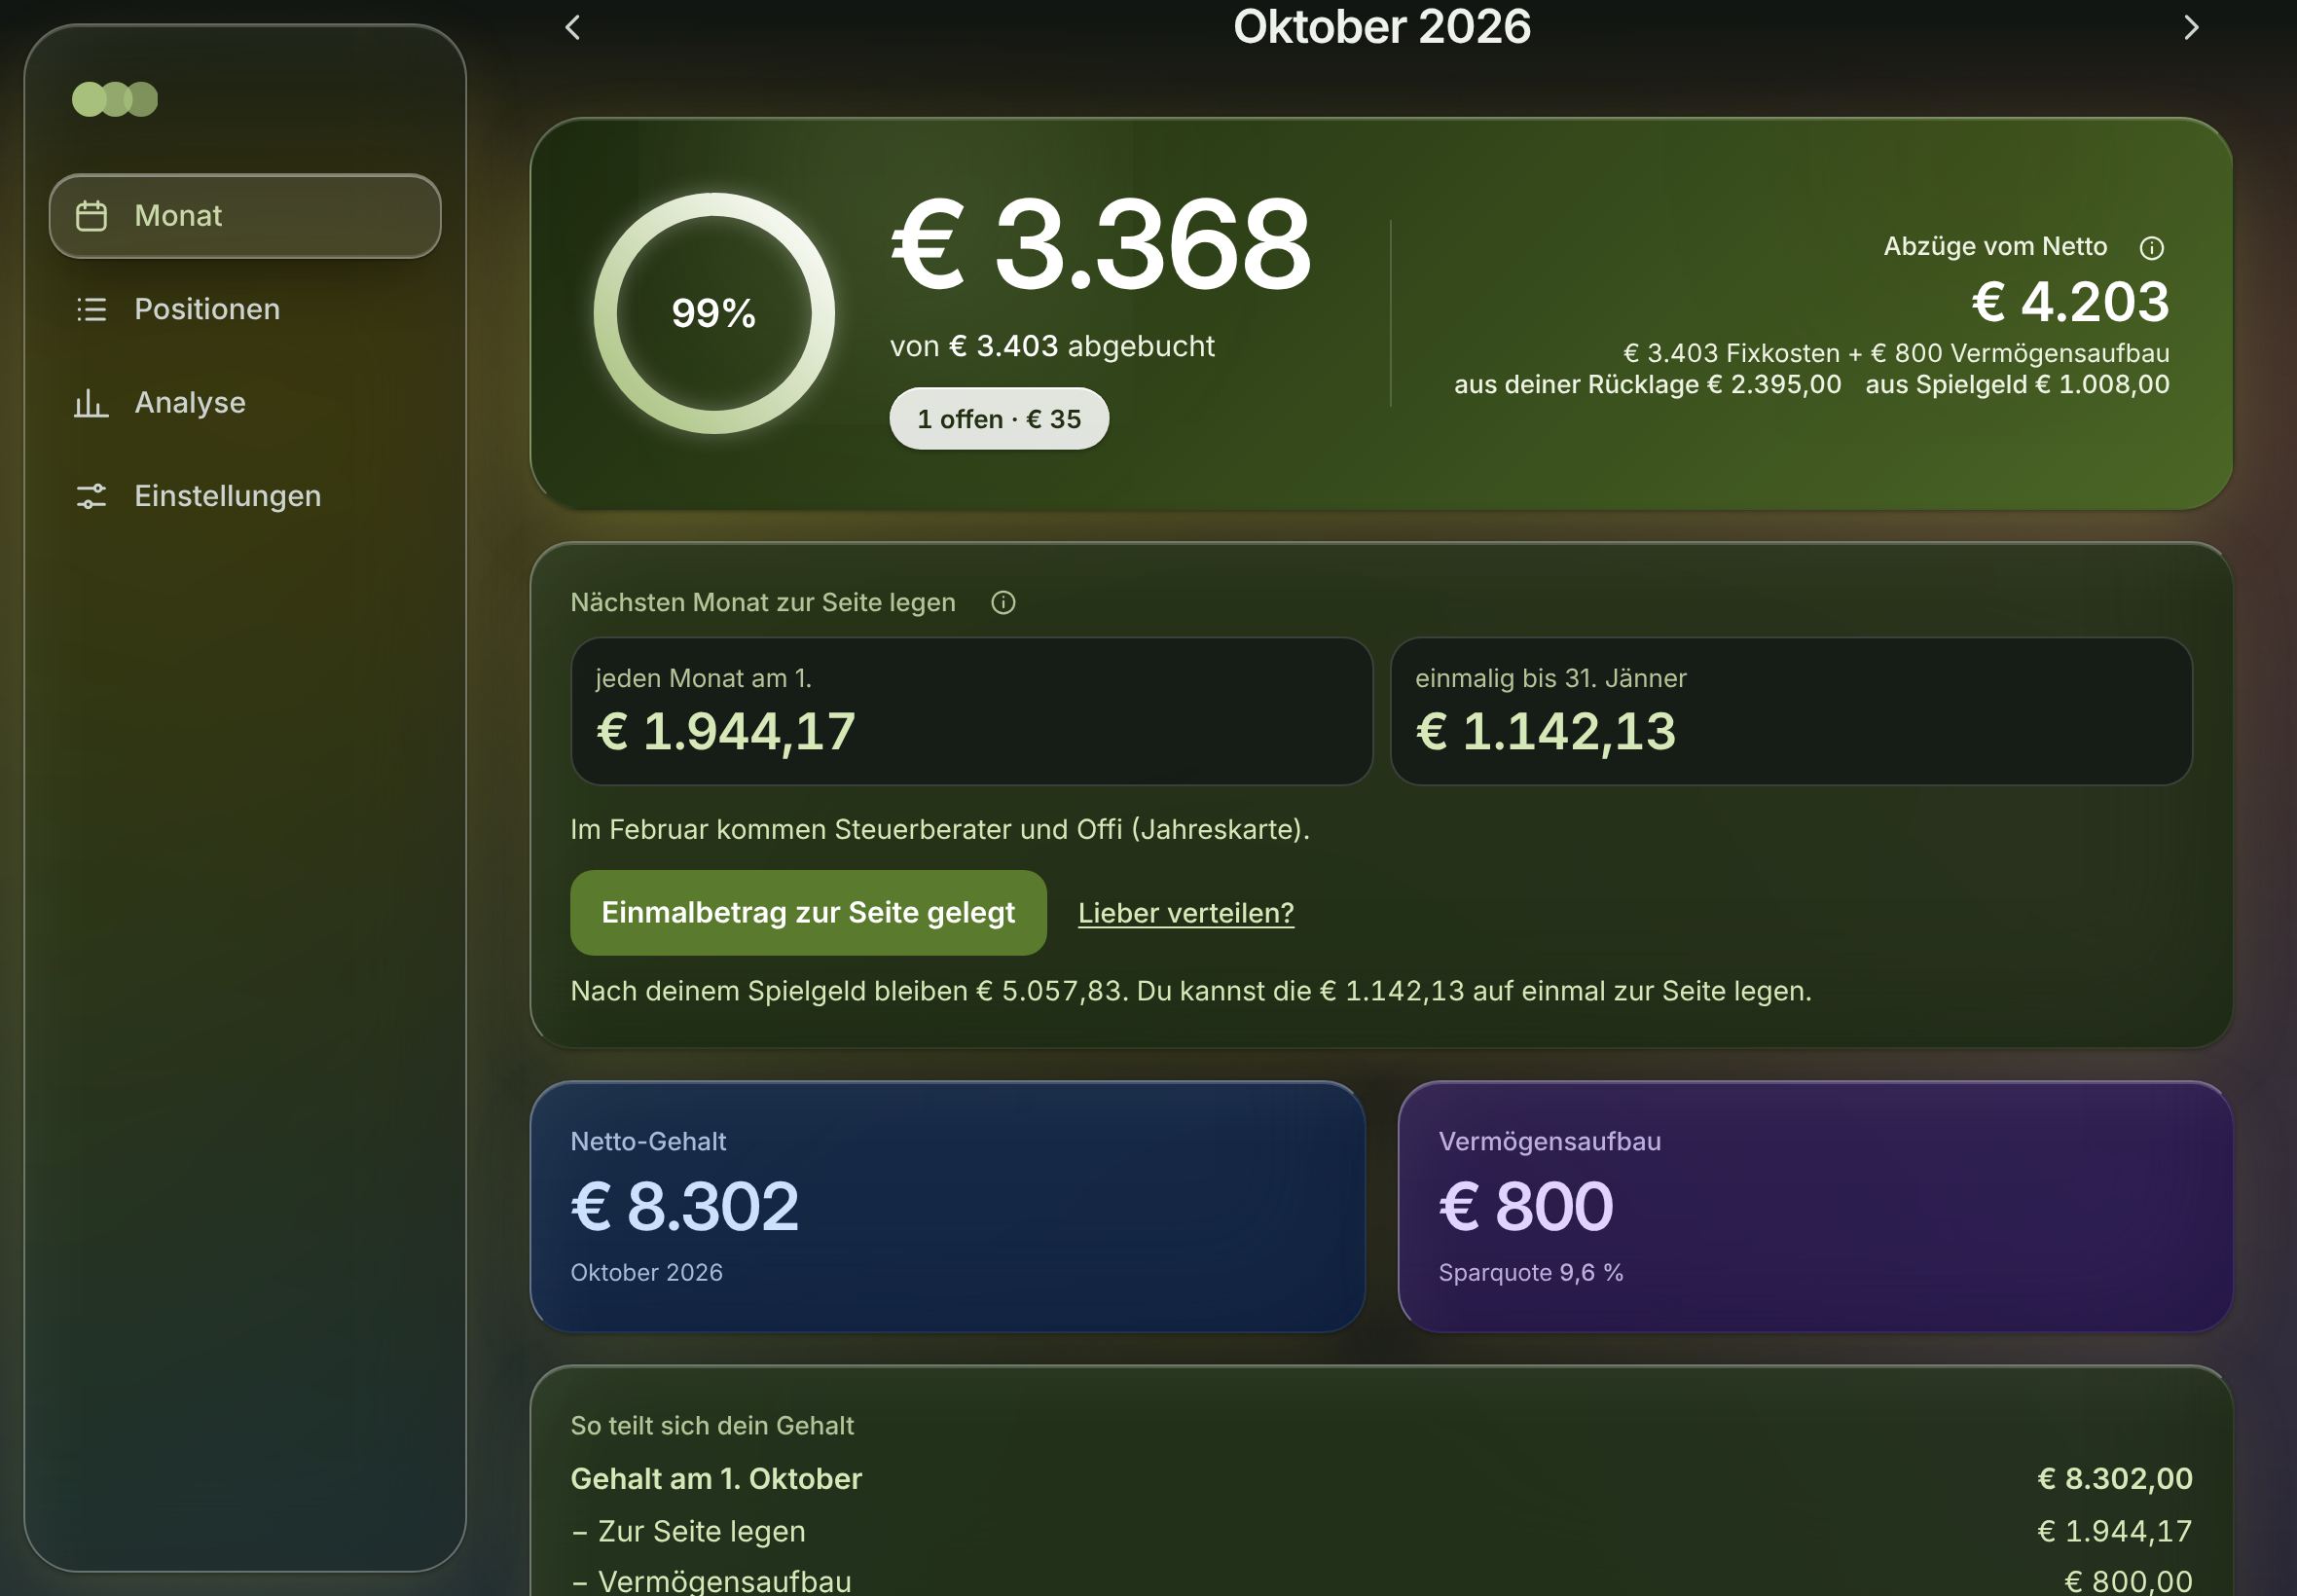 Oktober 2026
Monat
Positionen
Analyse
Einstellungen
99%
€ 3.368
von € 3.403 abgebucht
1 offen · € 35
Abzüge vom Netto
€ 4.203
€ 3.403 Fixkosten + € 800 Vermögensaufbau
aus deiner Rücklage € 2.395,00 aus Spielgeld € 1.008,00
Nächsten Monat zur Seite legen
jeden Monat am 1.
€ 1.944,17
einmalig bis 31. Jänner
€ 1.142,13
Im Februar kommen Steuerberater und Offi (Jahreskarte).
Einmalbetrag zur Seite gelegt
Lieber verteilen?
Nach deinem Spielgeld bleiben € 5.057,83. Du kannst die € 1.142,13 auf einmal zur Seite legen.
Netto-Gehalt
€ 8.302
Oktober 2026
Vermögensaufbau
€ 800
Sparquote 9,6 %
So teilt sich dein Gehalt
Gehalt am 1. Oktober € 8.302,00
– Zur Seite legen € 1.944,17
– Vermögensaufbau € 800,00